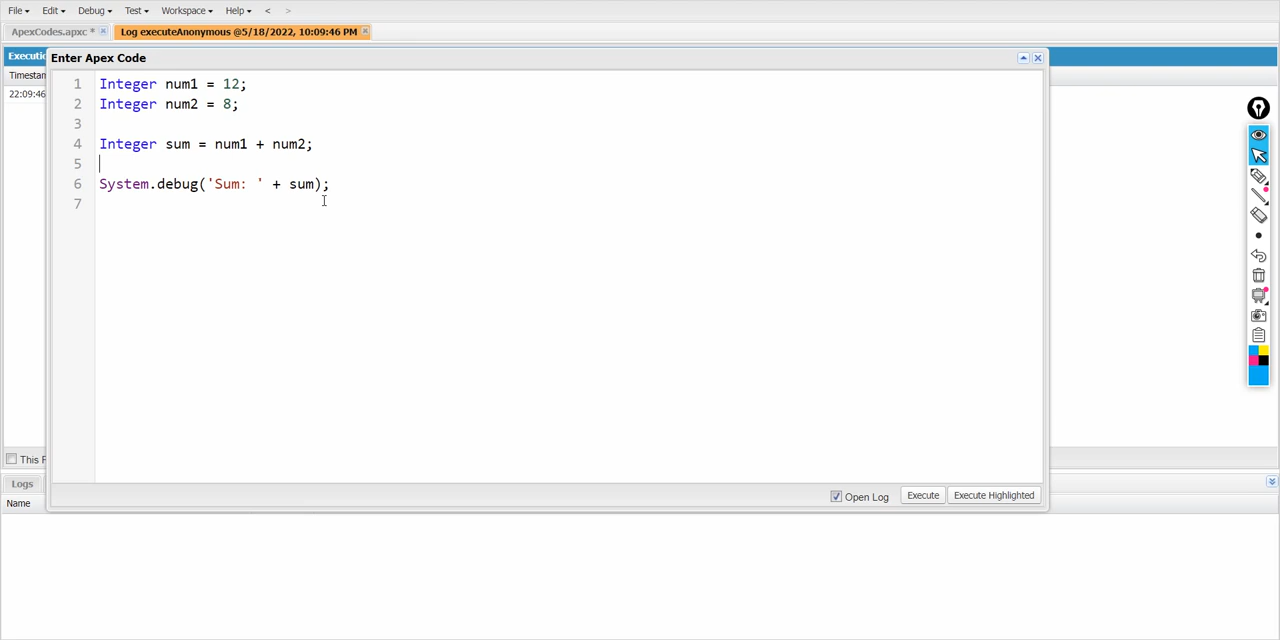 File Edit Debug Test Workspace Help < >
ApexCodes.apxc * Log executeAnonymous @5/18/2022, 10:09:46 PM
Enter Apex Code
Timestam
22:09:46
1 Integer num1 = 12;
2 Integer num2 = 8;
3
4 Integer sum = num1 + num2;
5
6 System.debug('Sum: ' + sum);
7
This F
Open Log Execute Execute Highlighted
Logs
Name